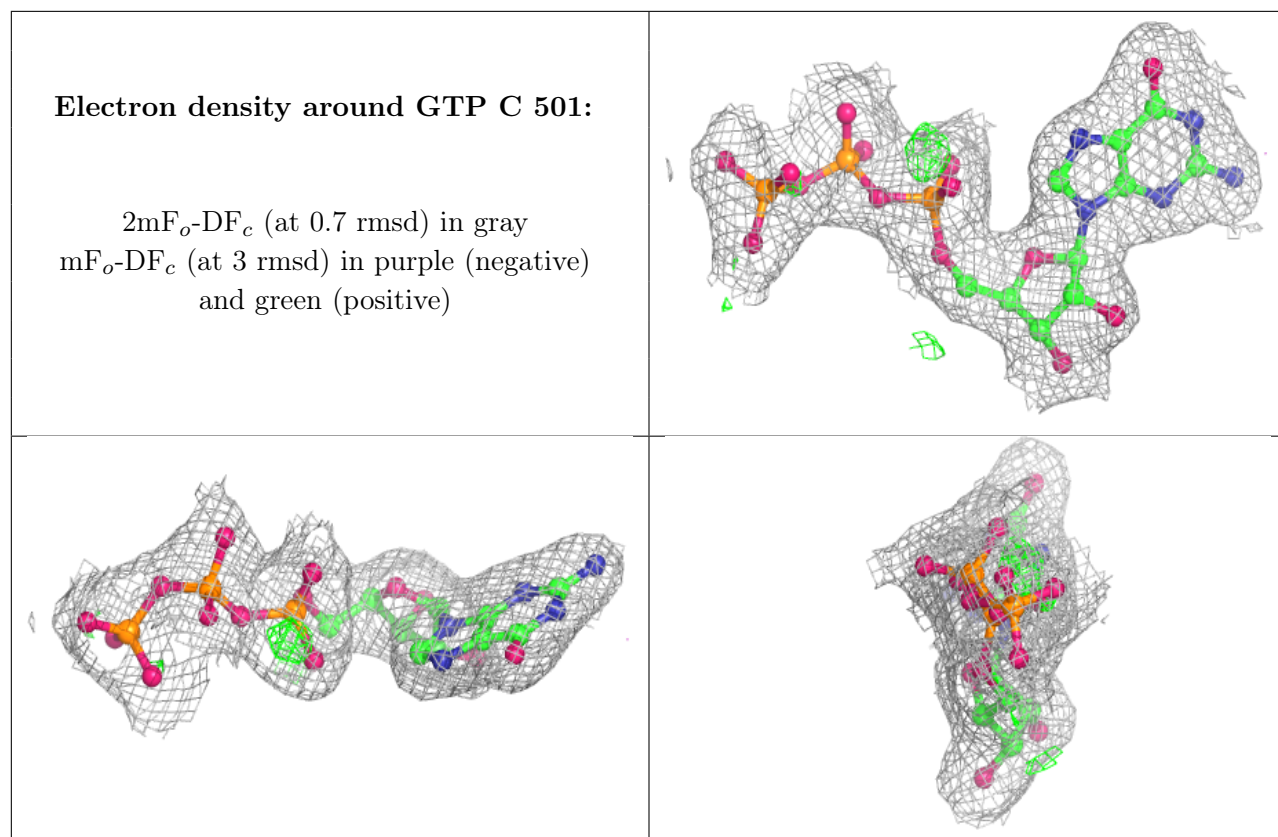 Electron density around GTP C 501:
2mFₒ-DF𝒸 (at 0.7 rmsd) in gray
mFₒ-DF𝒸 (at 3 rmsd) in purple (negative)
and green (positive)